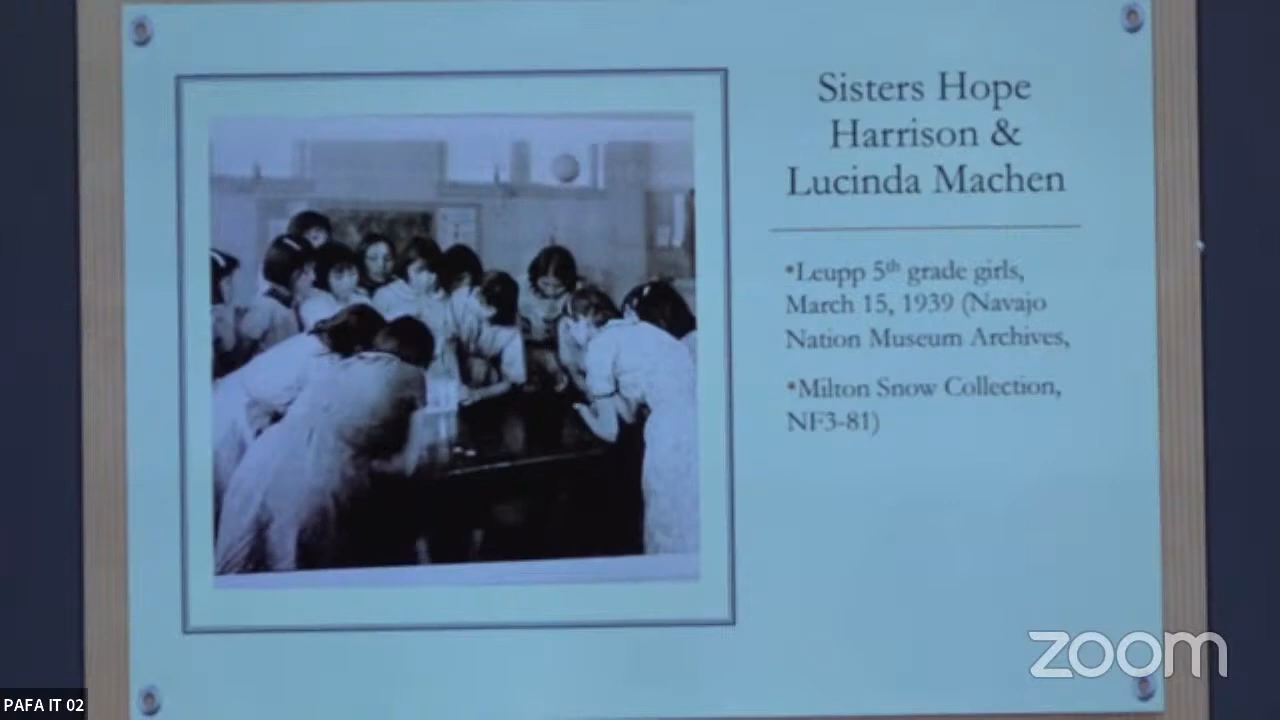 Sisters Hope
Harrison &
Lucinda Machen
*Leupp 5th grade girls,
March 15, 1939 (Navajo
Nation Museum Archives,
*Milton Snow Collection,
NF3-81)
zoom
PAFA IT 02